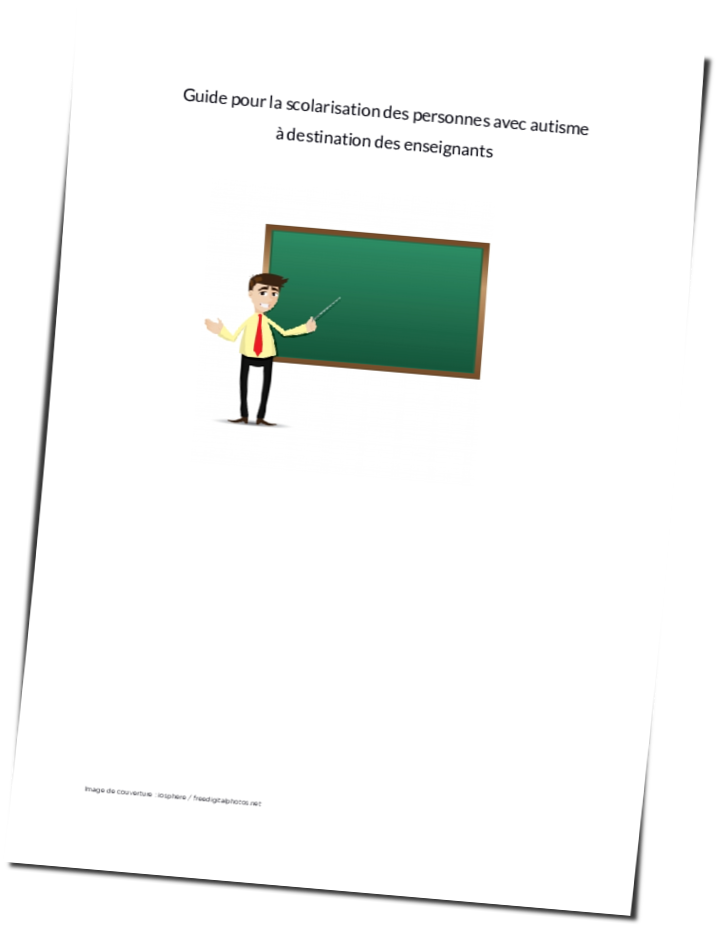 Guide pour la scolarisation des personnes avec autisme
à destination des enseignants
Image de couverture : iosphere / freedigitalphotos.net